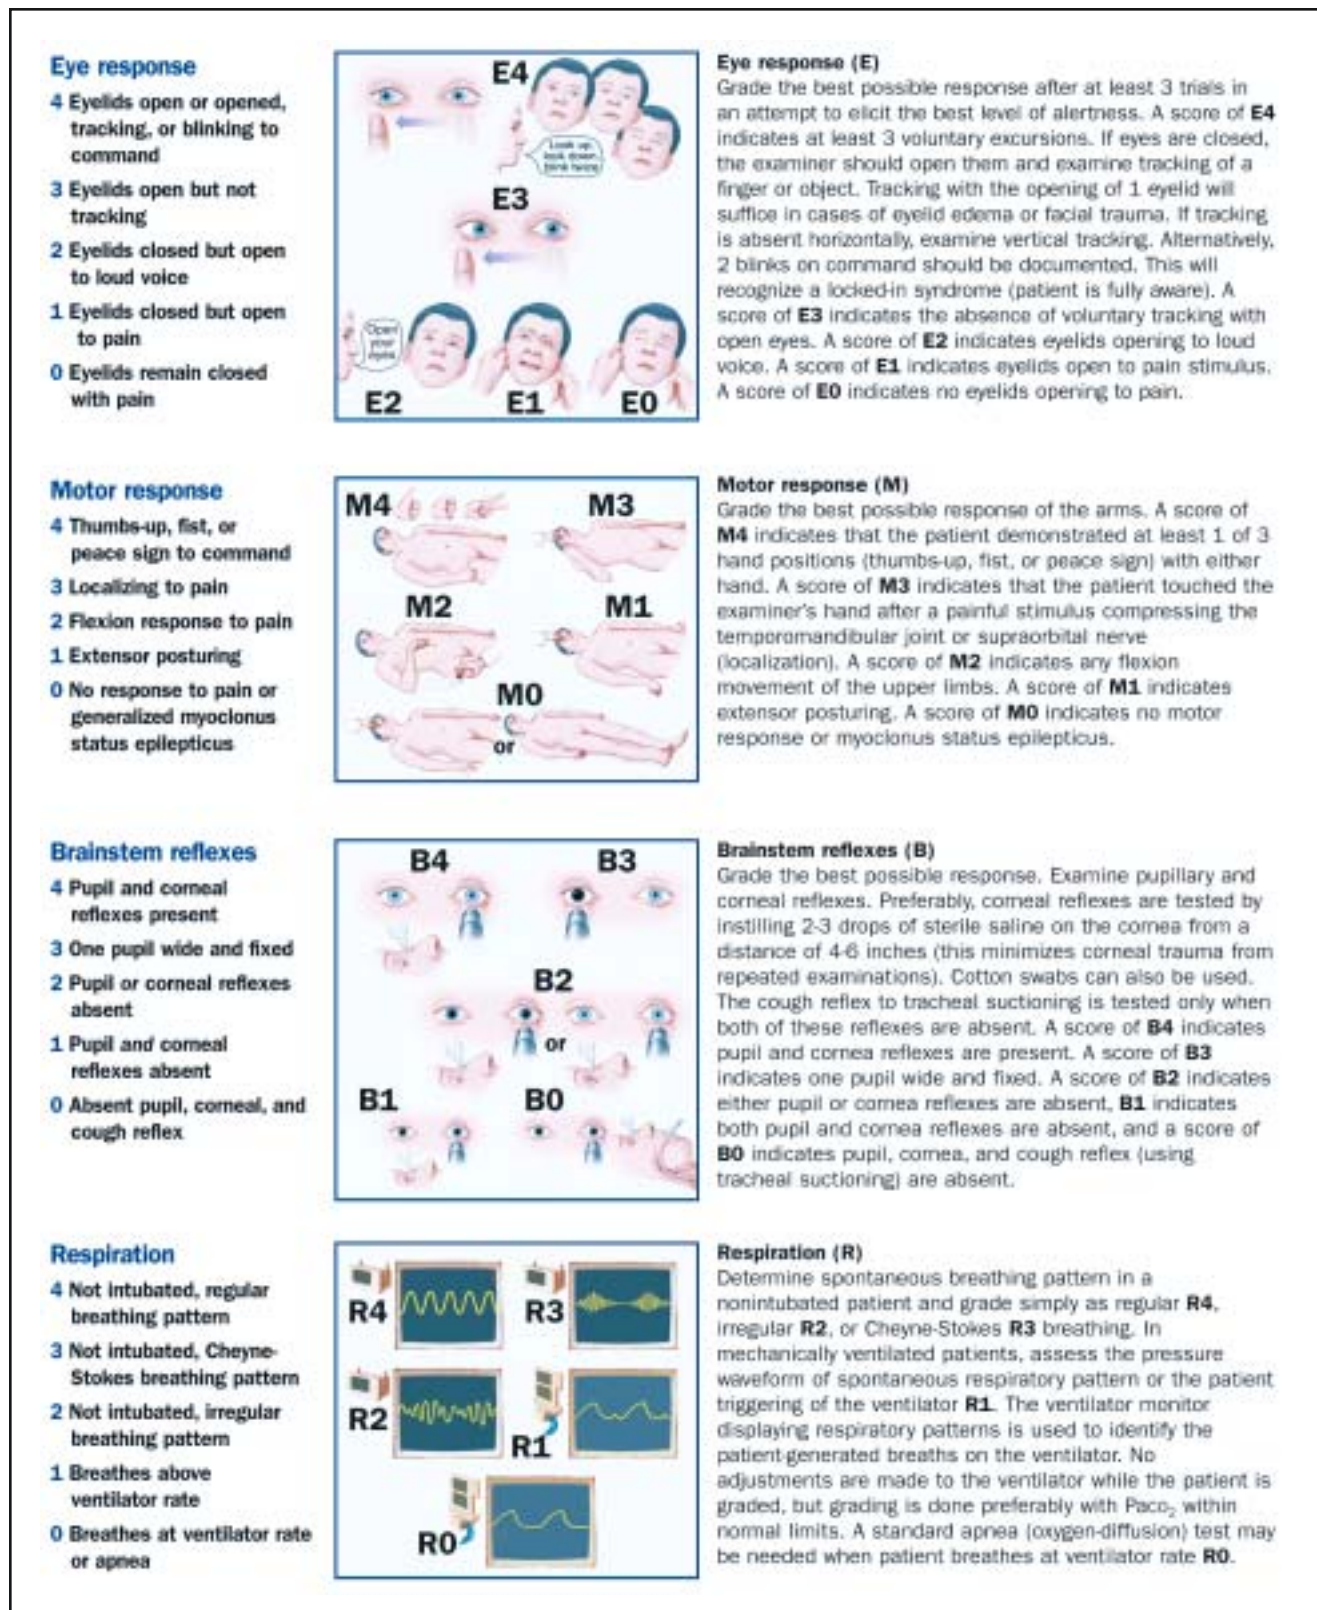 Eye response
4 Eyelids open or opened,
tracking, or blinking to
command
3 Eyelids open but not
tracking
2 Eyelids closed but open
to loud voice
1 Eyelids closed but open
to pain
0 Eyelids remain closed
with pain
E4
Look up,
look down,
blink twice
E3
Open
your
eyes
E2
E1
E0
Eye response (E)
Grade the best possible response after at least 3 trials in
an attempt to elicit the best level of alertness. A score of E4
indicates at least 3 voluntary excursions. If eyes are closed,
the examiner should open them and examine tracking of a
finger or object. Tracking with the opening of 1 eyelid will
suffice in cases of eyelid edema or facial trauma. If tracking
is absent horizontally, examine vertical tracking. Alternatively,
2 blinks on command should be documented. This will
recognize a locked-in syndrome (patient is fully aware). A
score of E3 indicates the absence of voluntary tracking with
open eyes. A score of E2 indicates eyelids opening to loud
voice. A score of E1 indicates eyelids open to pain stimulus.
A score of E0 indicates no eyelids opening to pain.
Motor response
4 Thumbs-up, fist, or
peace sign to command
3 Localizing to pain
2 Flexion response to pain
1 Extensor posturing
0 No response to pain or
generalized myoclonus
status epilepticus
M4
M3
M2
M1
M0
or
Motor response (M)
Grade the best possible response of the arms. A score of
M4 indicates that the patient demonstrated at least 1 of 3
hand positions (thumbs-up, fist, or peace sign) with either
hand. A score of M3 indicates that the patient touched the
examiner's hand after a painful stimulus compressing the
temporomandibular joint or supraorbital nerve
(localization). A score of M2 indicates any flexion
movement of the upper limbs. A score of M1 indicates
extensor posturing. A score of M0 indicates no motor
response or myoclonus status epilepticus.
Brainstem reflexes
4 Pupil and corneal
reflexes present
3 One pupil wide and fixed
2 Pupil or corneal reflexes
absent
1 Pupil and corneal
reflexes absent
0 Absent pupil, corneal, and
cough reflex
B4
B3
B2
or
B1
B0
Brainstem reflexes (B)
Grade the best possible response. Examine pupillary and
corneal reflexes. Preferably, corneal reflexes are tested by
instilling 2-3 drops of sterile saline on the cornea from a
distance of 4-6 inches (this minimizes corneal trauma from
repeated examinations). Cotton swabs can also be used.
The cough reflex to tracheal suctioning is tested only when
both of these reflexes are absent. A score of B4 indicates
pupil and cornea reflexes are present. A score of B3
indicates one pupil wide and fixed. A score of B2 indicates
either pupil or cornea reflexes are absent, B1 indicates
both pupil and cornea reflexes are absent, and a score of
B0 indicates pupil, cornea, and cough reflex (using
tracheal suctioning) are absent.
Respiration
4 Not intubated, regular
breathing pattern
3 Not intubated, Cheyne-
Stokes breathing pattern
2 Not intubated, irregular
breathing pattern
1 Breathes above
ventilator rate
0 Breathes at ventilator rate
or apnea
R4
R3
R2
R1
R0
Respiration (R)
Determine spontaneous breathing pattern in a
nonintubated patient and grade simply as regular R4,
irregular R2, or Cheyne-Stokes R3 breathing. In
mechanically ventilated patients, assess the pressure
waveform of spontaneous respiratory pattern or the patient
triggering of the ventilator R1. The ventilator monitor
displaying respiratory patterns is used to identify the
patient-generated breaths on the ventilator. No
adjustments are made to the ventilator while the patient is
graded, but grading is done preferably with Paco₂ within
normal limits. A standard apnea (oxygen-diffusion) test may
be needed when patient breathes at ventilator rate R0.